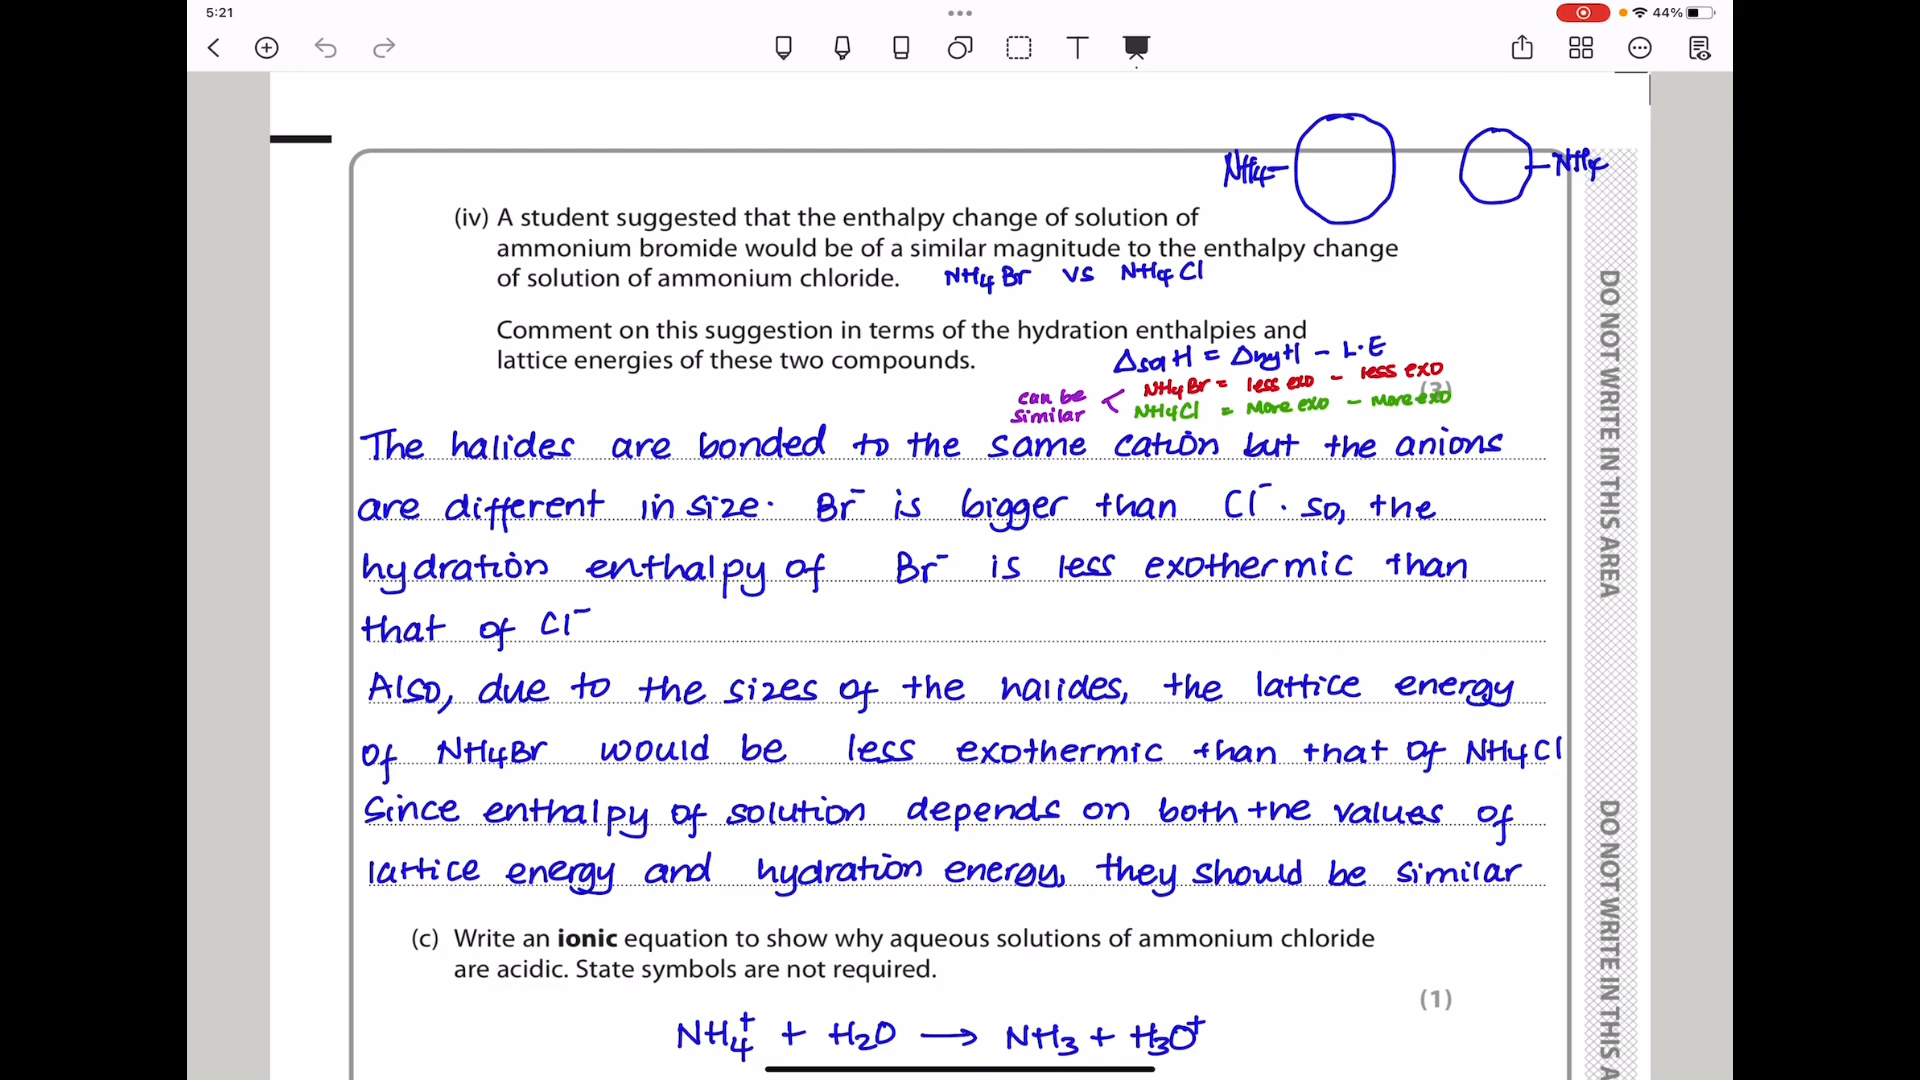 5:21
44%
NH4
NH4
(iv) A student suggested that the enthalpy change of solution of
ammonium bromide would be of a similar magnitude to the enthalpy change
of solution of ammonium chloride. NH4Br vs NH4Cl
Comment on this suggestion in terms of the hydration enthalpies and
lattice energies of these two compounds.
ΔsolH = ΔhydH - L.E
NH4Br = less exo - less exo
(3)
can be similar < NH4Cl = More exo - More exo
The halides are bonded to the same cation but the anions
are different in size. Br⁻ is bigger than Cl⁻. so, the
hydration enthalpy of Br⁻ is less exothermic than
that of Cl⁻
Also, due to the sizes of the halides, the lattice energy
of NH4Br would be less exothermic than that of NH4Cl
Since enthalpy of solution depends on both the values of
lattice energy and hydration energy, they should be similar
(c) Write an ionic equation to show why aqueous solutions of ammonium chloride
are acidic. State symbols are not required.
(1)
NH4⁺ + H2O → NH3 + H3O⁺
DO NOT WRITE IN THIS AREA
DO NOT WRITE IN THIS A